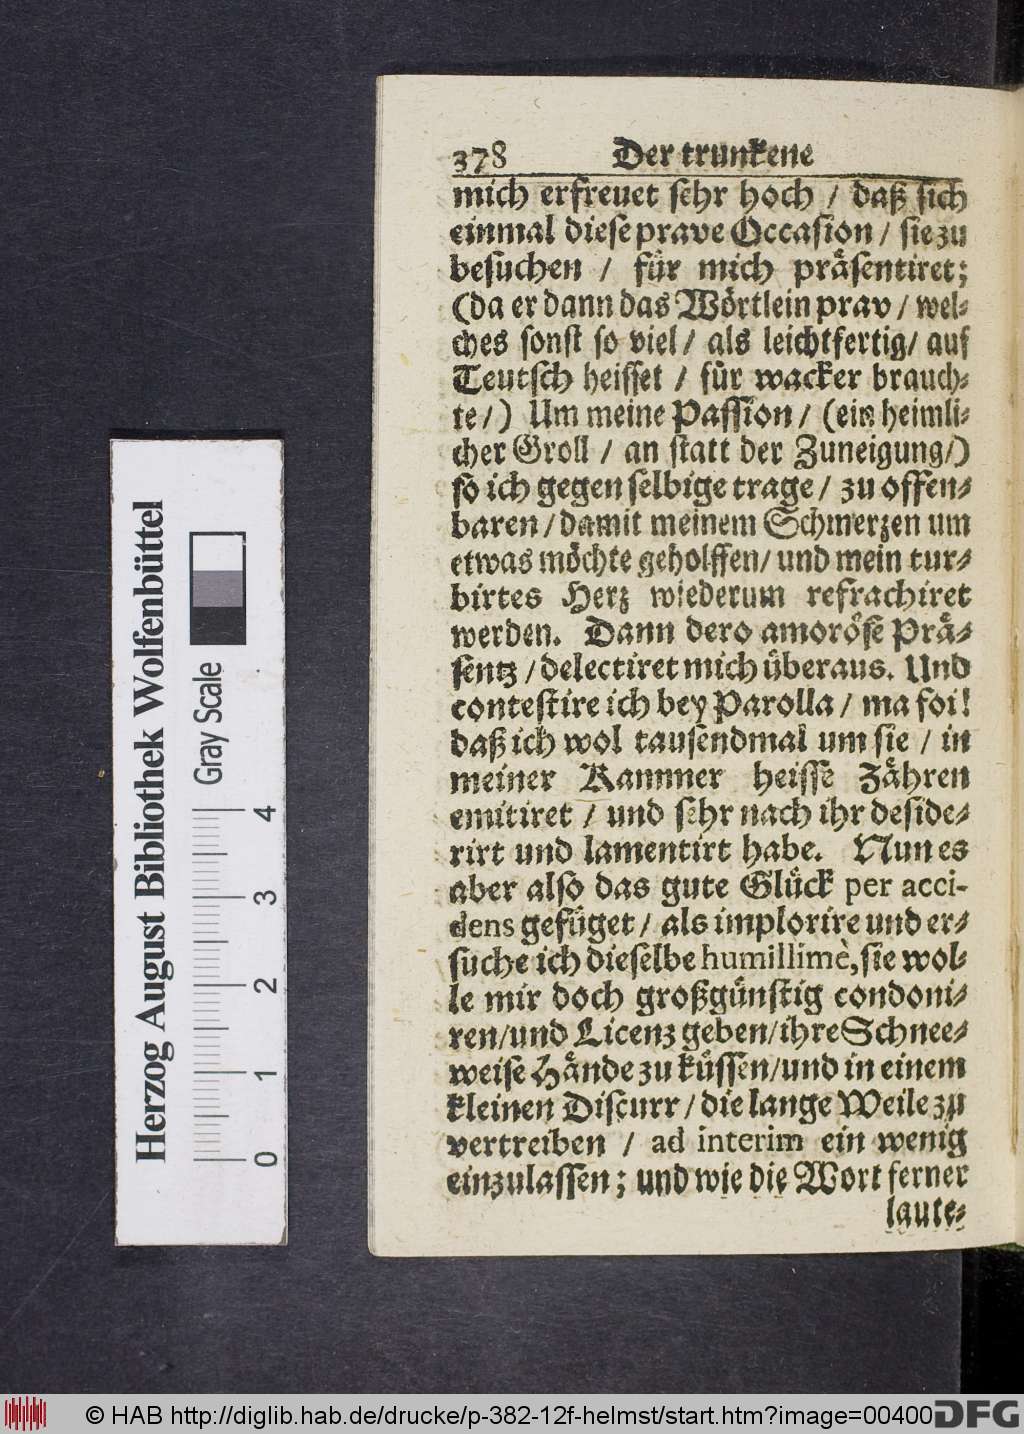 378 Der trunkene
mich erfreuet sehr hoch / daß sich
einmal diese prave Occasion / sie zu
besuchen / für mich präsentiret;
(da er dann das Wörtlein prav / wel-
ches sonst so viel / als leichtfertig / auf
Teutsch heisset / für wacker brauch-
te /) Um meine Passion / (ein heimli-
cher Groll / an statt der Zuneigung /)
so ich gegen selbige trage / zu offen-
baren / damit meinem Schmerzen um
etwas möchte geholffen / und mein tur-
birtes Herz wiederum refrachiret
werden. Dann dero amoröse Prä-
sentz / delectiret mich überaus. Und
contestire ich bey Parolla / ma foi!
daß ich wol tausendmal um sie / in
meiner Kammer heisse Zähren
emitiret / und sehr nach ihr deside-
rirt und lamentirt habe. Nun es
aber also das gute Glück per acci-
dens gefüget / als implorire und er-
suche ich dieselbe humillimè, sie wol-
le mir doch großgünstig condoni-
ren / und Licenz geben / ihre Schnee-
weise Hände zu küssen / und in einem
kleinen Discurr / die lange Weile zu
vertreiben / ad interim ein wenig
einzulassen; und wie die Wort ferner
laute-
Herzog August Bibliothek Wolfenbüttel
Gray Scale
0 1 2 3 4
© HAB http://diglib.hab.de/drucke/p-382-12f-helmst/start.htm?image=00400
DFG